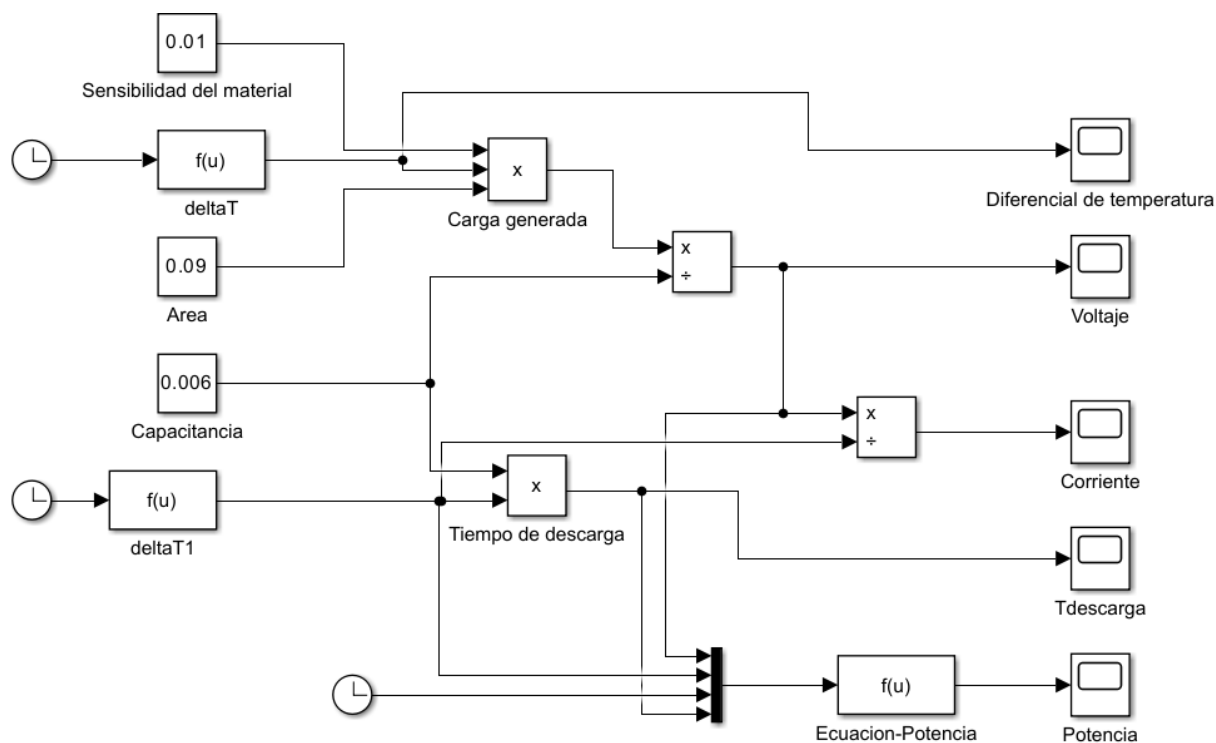 0.01
Sensibilidad del material
f(u)
deltaT
x
Carga generada
Diferencial de temperatura
0.09
Area
x
÷
Voltaje
0.006
Capacitancia
x
÷
Corriente
f(u)
deltaT1
x
Tiempo de descarga
Tdescarga
f(u)
Ecuacion-Potencia
Potencia